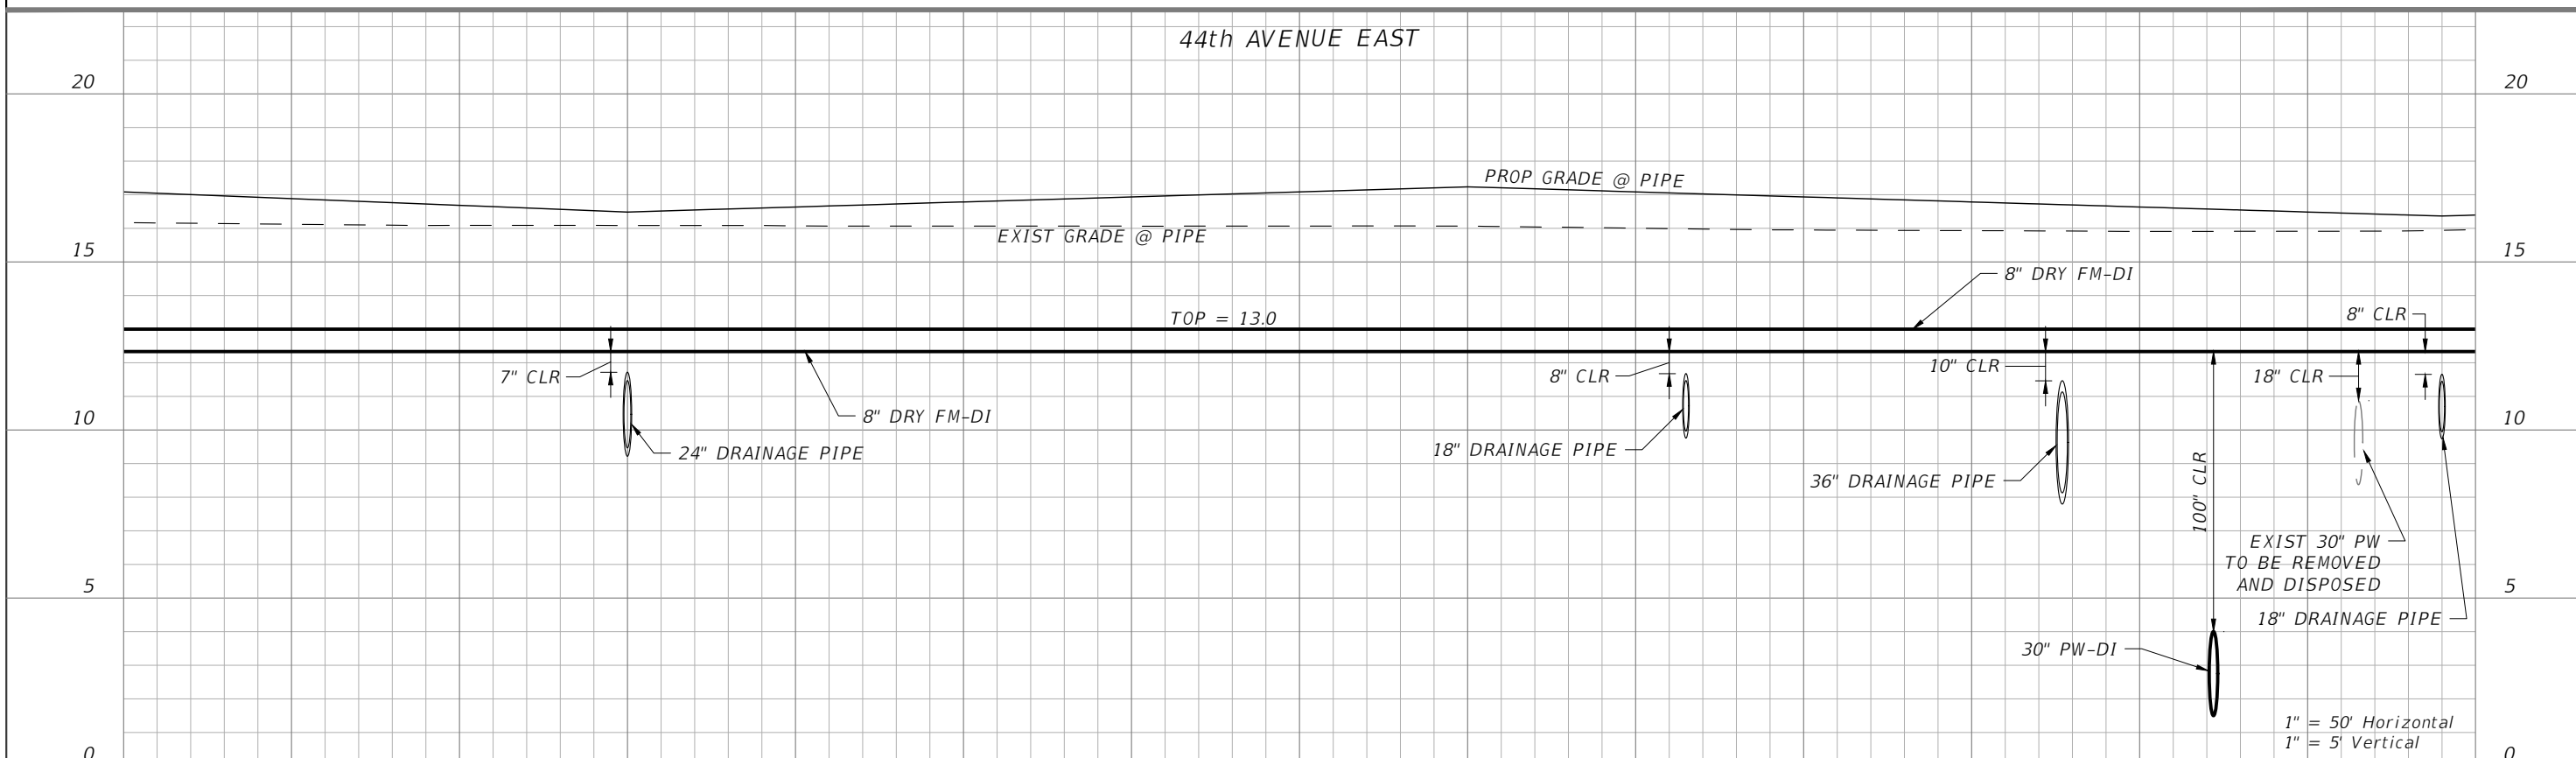 44th AVENUE EAST
20
20
PROP GRADE @ PIPE
EXIST GRADE @ PIPE
15
15
8" DRY FM-DI
TOP = 13.0
8" CLR
7" CLR
8" CLR
10" CLR
18" CLR
10
8" DRY FM-DI
10
24" DRAINAGE PIPE
18" DRAINAGE PIPE
36" DRAINAGE PIPE
100" CLR
EXIST 30" PW
TO BE REMOVED
AND DISPOSED
5
5
18" DRAINAGE PIPE
30" PW-DI
1" = 50' Horizontal
1" = 5' Vertical
0
0